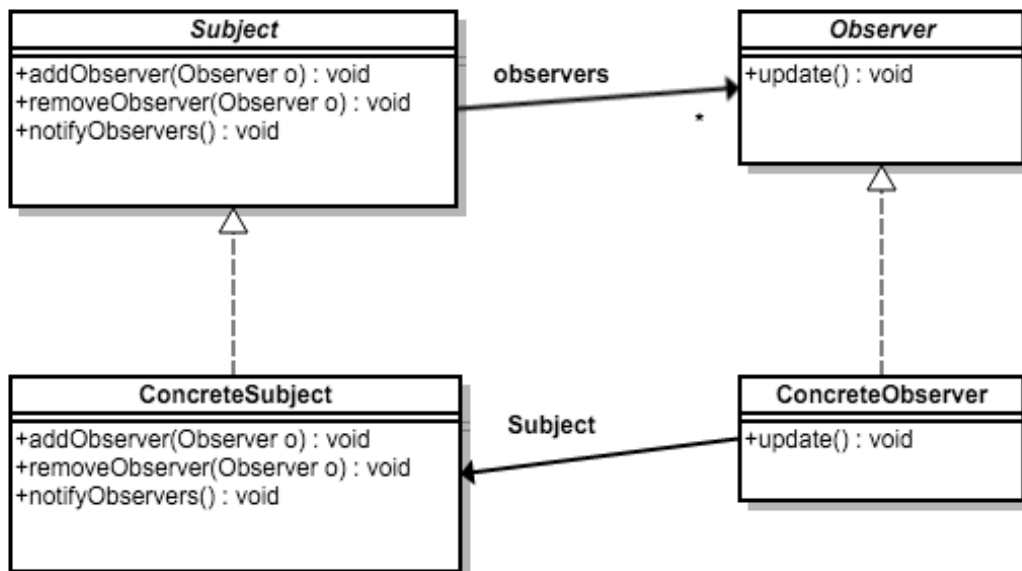 Subject
+addObserver(Observer o) : void
+removeObserver(Observer o) : void
+notifyObservers() : void
observers
*
Observer
+update() : void
ConcreteSubject
+addObserver(Observer o) : void
+removeObserver(Observer o) : void
+notifyObservers() : void
Subject
ConcreteObserver
+update() : void